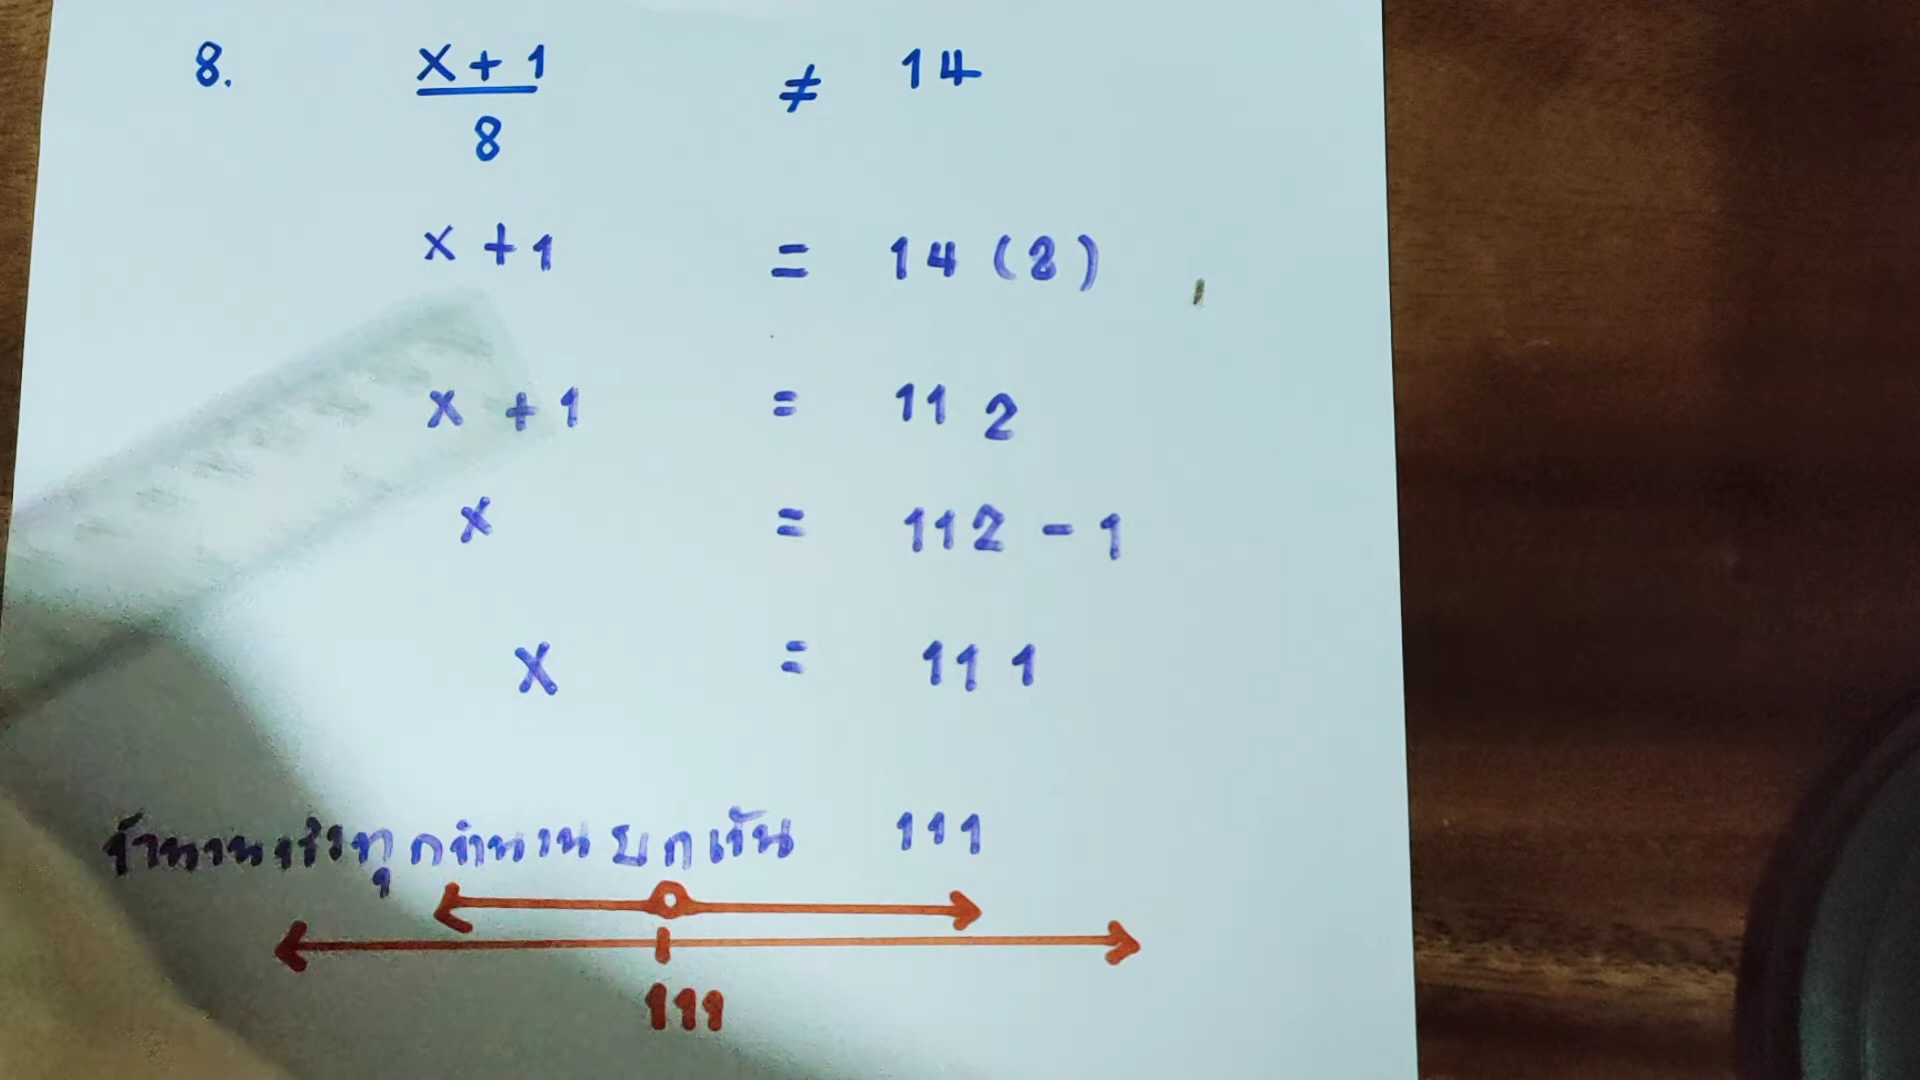 8. x+1/8 ≠ 14
x+1 = 14(8)
x+1 = 112
x = 112-1
x = 111
จำนวนจริงทุกจำนวนยกเว้น 111
111